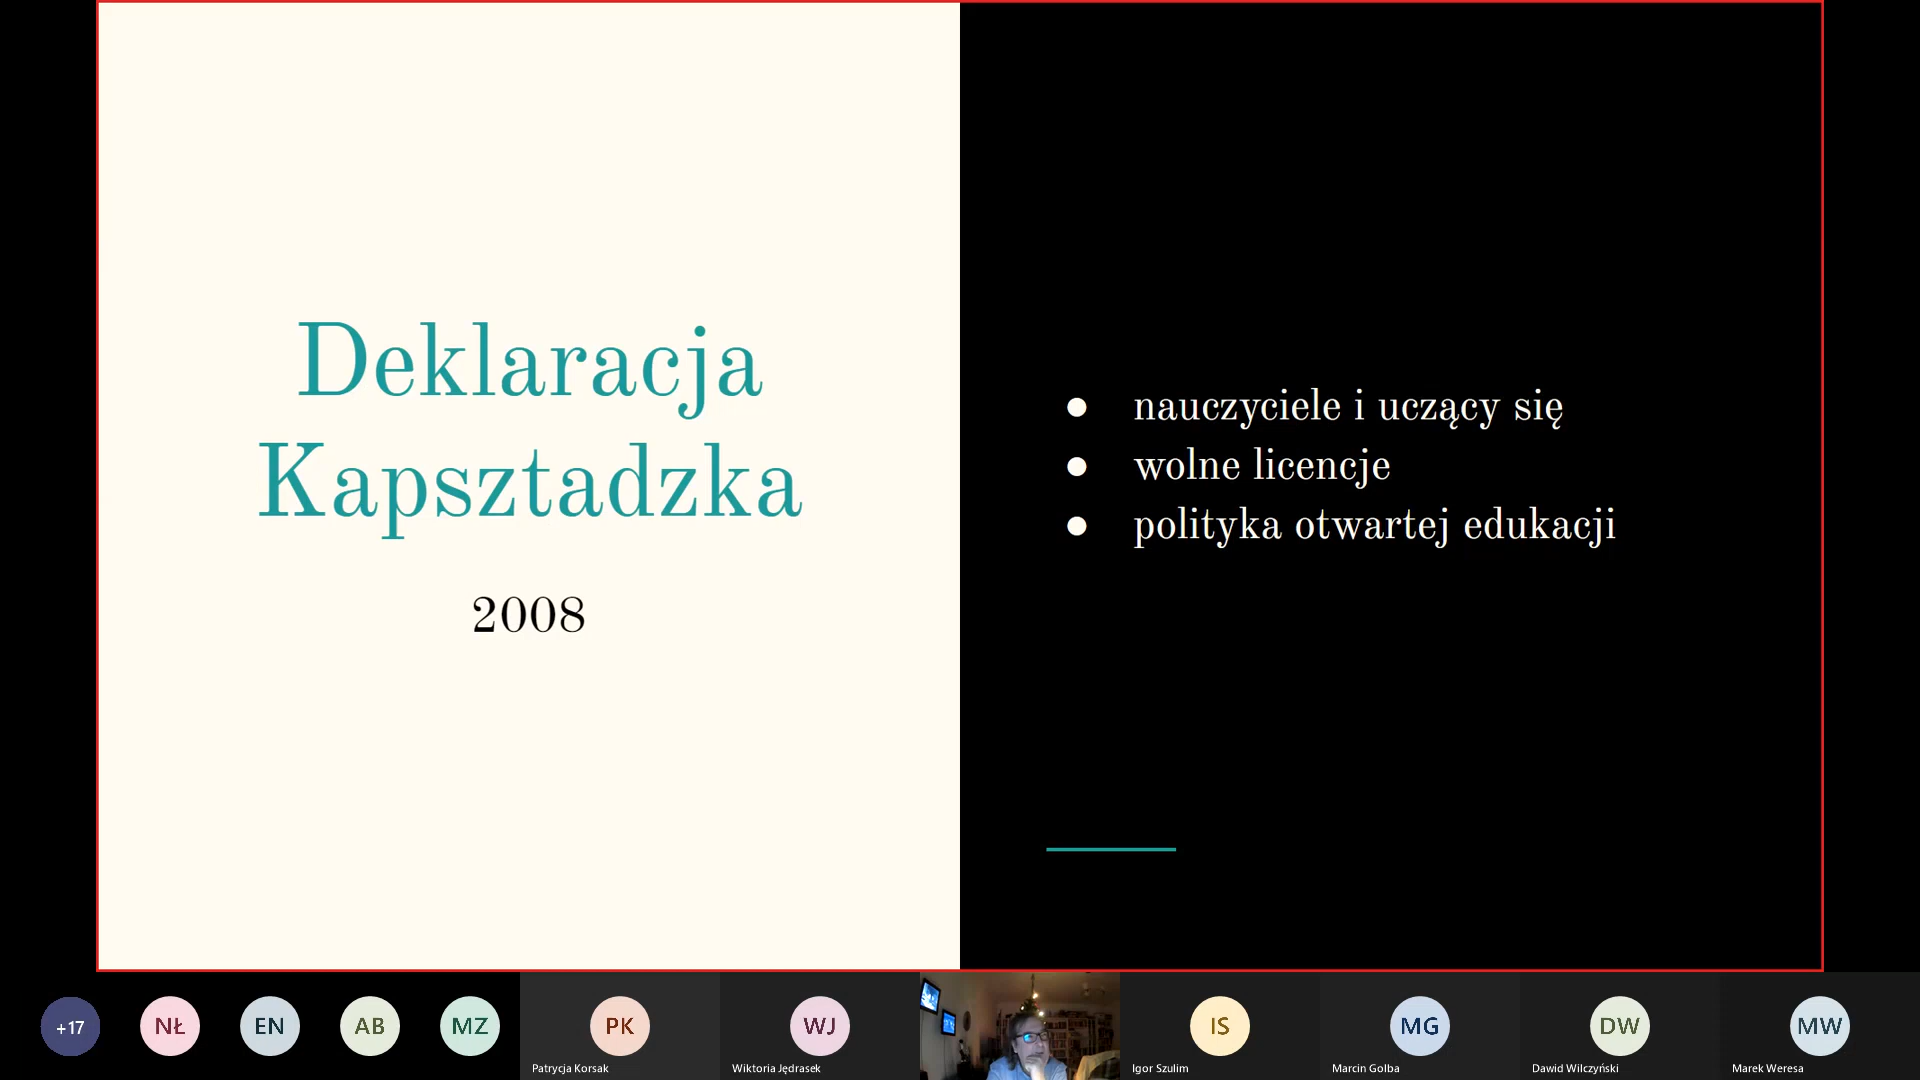 Deklaracja
Kapsztadzka
2008
● nauczyciele i uczący się
● wolne licencje
● polityka otwartej edukacji
+17
NŁ
EN
AB
MZ
PK
Patrycja Korsak
WJ
Wiktoria Jędrasek
IS
Igor Szulim
MG
Marcin Golba
DW
Dawid Wilczyński
MW
Marek Weresa